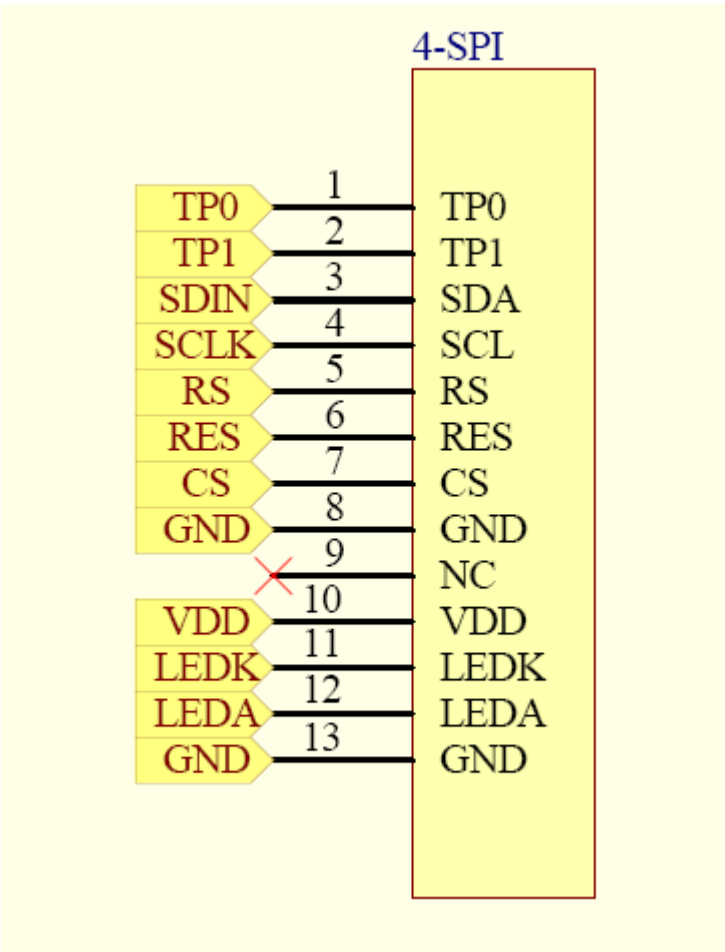 4-SPI
TP0 1 TP0
TP1 2 TP1
SDIN 3 SDA
SCLK 4 SCL
RS 5 RS
RES 6 RES
CS 7 CS
GND 8 GND
9 NC
VDD 10 VDD
LEDK 11 LEDK
LEDA 12 LEDA
GND 13 GND